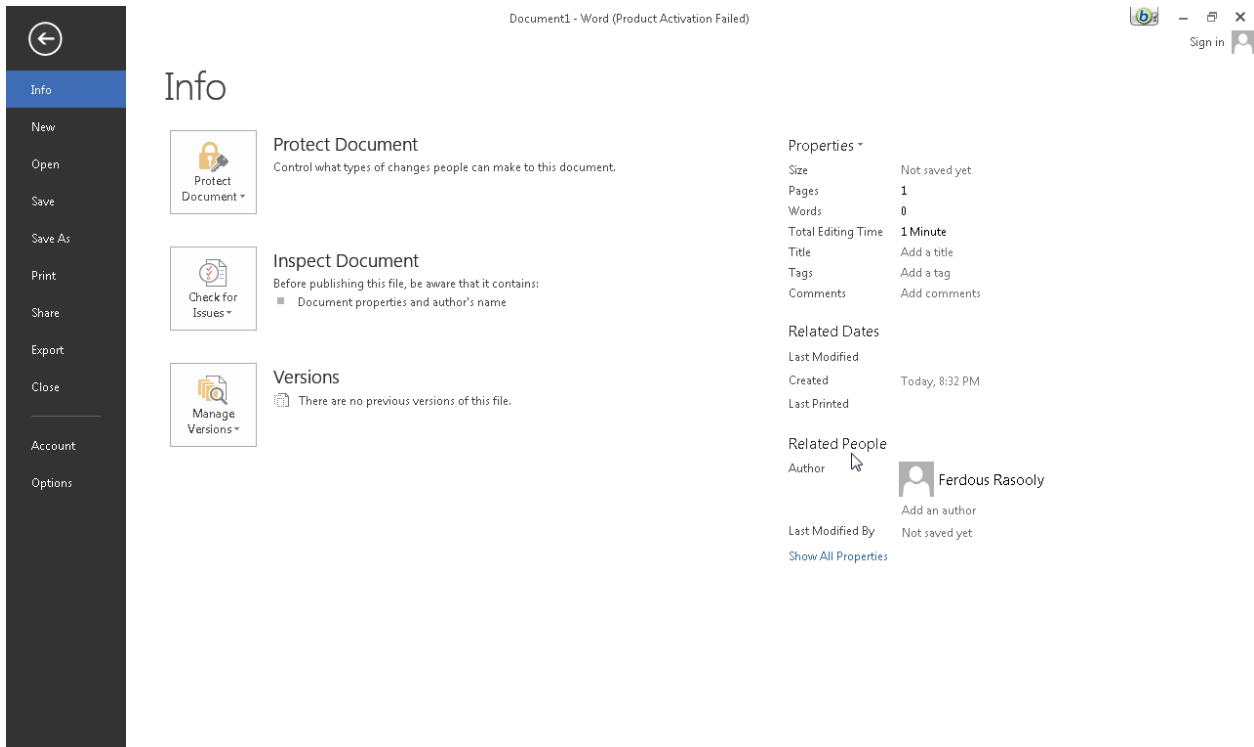 Document1 - Word (Product Activation Failed)
Sign in
Info
New
Open
Save
Save As
Print
Share
Export
Close
Account
Options
Info
Protect
Document
Protect Document
Control what types of changes people can make to this document.
Check for
Issues
Inspect Document
Before publishing this file, be aware that it contains:
Document properties and author's name
Manage
Versions
Versions
There are no previous versions of this file.
Properties
Size Not saved yet
Pages 1
Words 0
Total Editing Time 1 Minute
Title Add a title
Tags Add a tag
Comments Add comments
Related Dates
Last Modified
Created Today, 8:32 PM
Last Printed
Related People
Author Ferdous Rasooly
Add an author
Last Modified By Not saved yet
Show All Properties